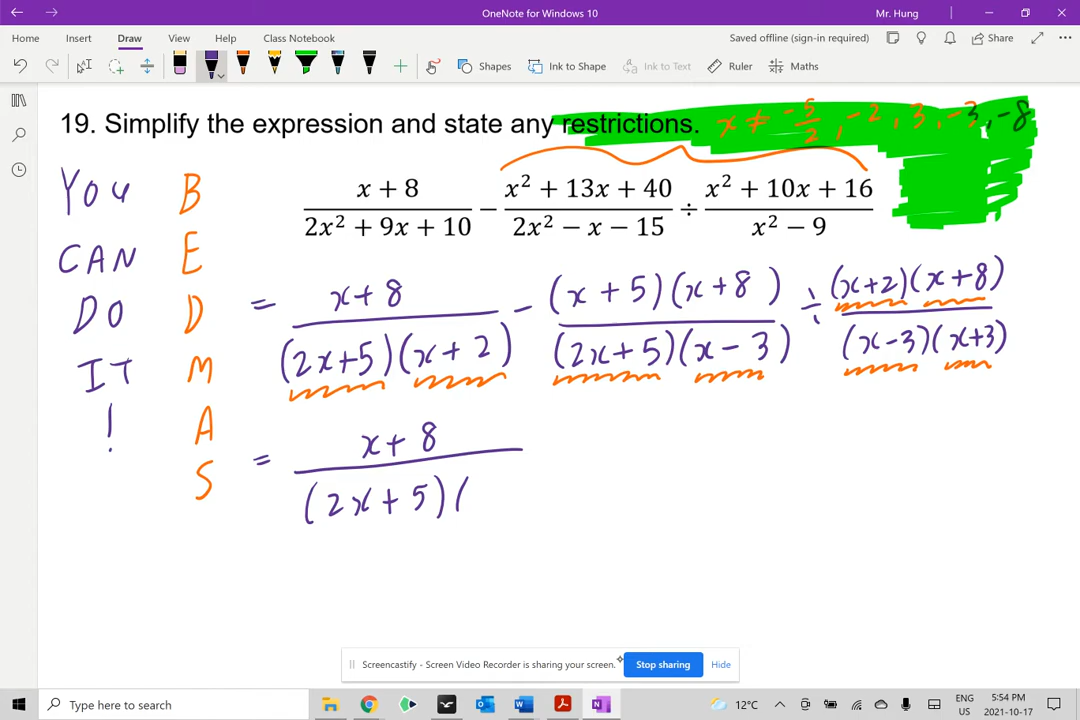 OneNote for Windows 10
Mr. Hung
Home Insert Draw View Help Class Notebook
Saved offline (sign-in required)
Share
Shapes Ink to Shape Ink to Text Ruler Maths
19. Simplify the expression and state any restrictions. x ≠ -5/2, -2, 3, -3, -8
(x + 8)/(2x² + 9x + 10) − (x² + 13x + 40)/(2x² − x − 15) ÷ (x² + 10x + 16)/(x² − 9)
= (x+8)/((2x+5)(x+2)) - ((x+5)(x+8))/((2x+5)(x-3)) ÷ ((x+2)(x+8))/((x-3)(x+3))
= (x+8)/((2x+5)(
YOU
CAN
DO
IT
!
B
E
D
M
A
S
Screencastify - Screen Video Recorder is sharing your screen.
Stop sharing
Hide
Type here to search
12°C
ENG
US
5:54 PM
2021-10-17